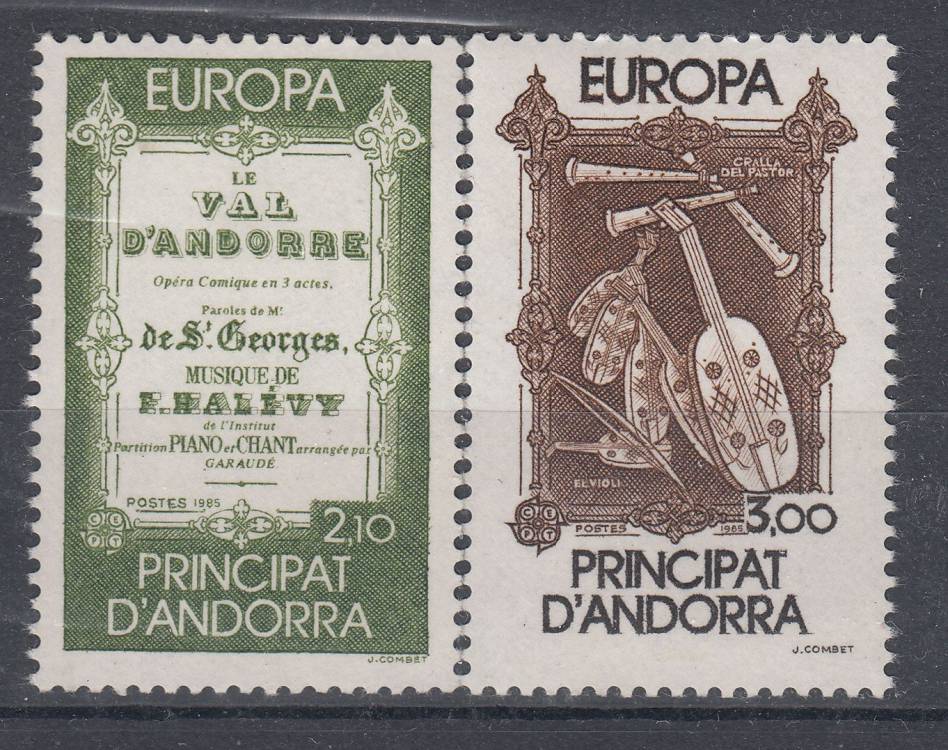 EUROPA
LE
VAL
D'ANDORRE
Opéra Comique en 3 actes,
Paroles de Mr
de St. Georges,
MUSIQUE DE
F. HALÉVY
de l'Institut
Partition PIANO et CHANT arrangée par
GARAUDÉ.
POSTES 1985
CEPT
2,10
PRINCIPAT
D'ANDORRA
J. COMBET
EUROPA
GRALLA
DEL PASTOR
EL VIOLI
CEPT
POSTES 1985
3,00
PRINCIPAT
D'ANDORRA
J. COMBET